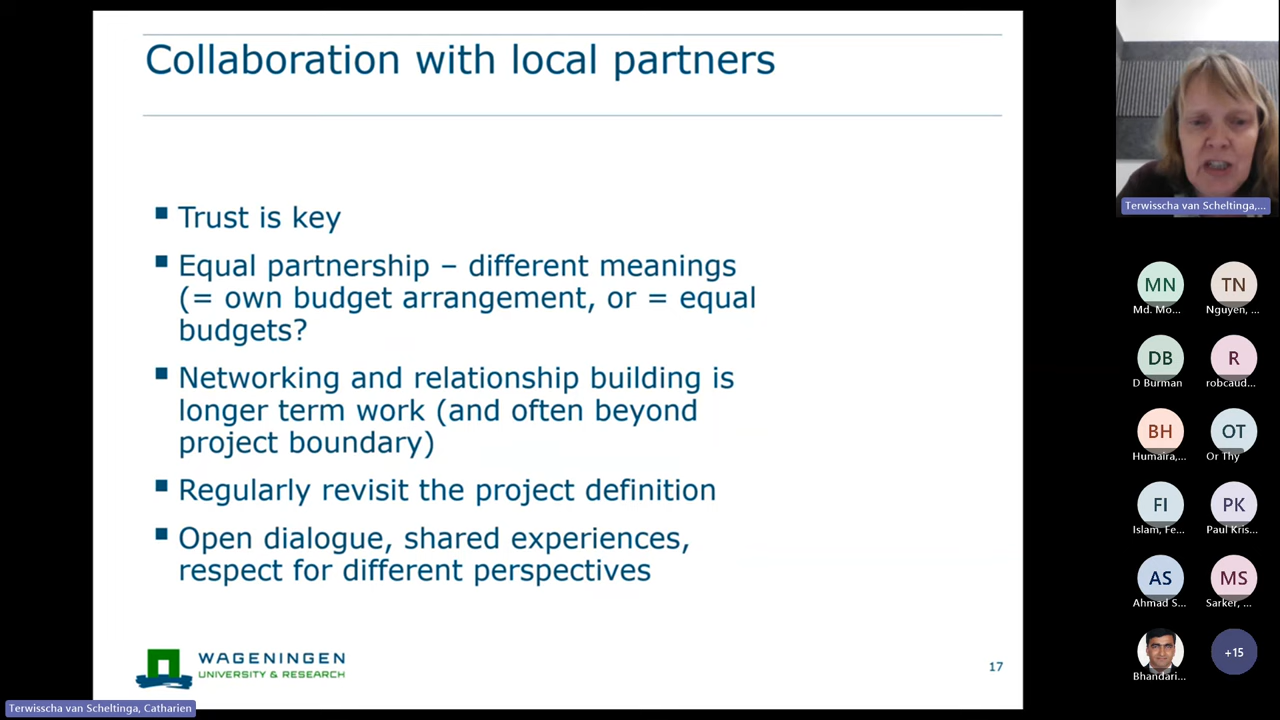 Collaboration with local partners
▪ Trust is key
▪ Equal partnership – different meanings
(= own budget arrangement, or = equal
budgets?
▪ Networking and relationship building is
longer term work (and often beyond
project boundary)
▪ Regularly revisit the project definition
▪ Open dialogue, shared experiences,
respect for different perspectives
WAGENINGEN
UNIVERSITY & RESEARCH
17
Terwisscha van Scheltinga, Catharien
Terwisscha van Scheltinga,...
MN
TN
Md. Mo...
Nguyen, ...
DB
R
D Burman
robcaud...
BH
OT
Humaira,...
Or Thy
FI
PK
Islam, Fe...
Paul Kris...
AS
MS
Ahmad S...
Sarker, ...
+15
Bhandari...